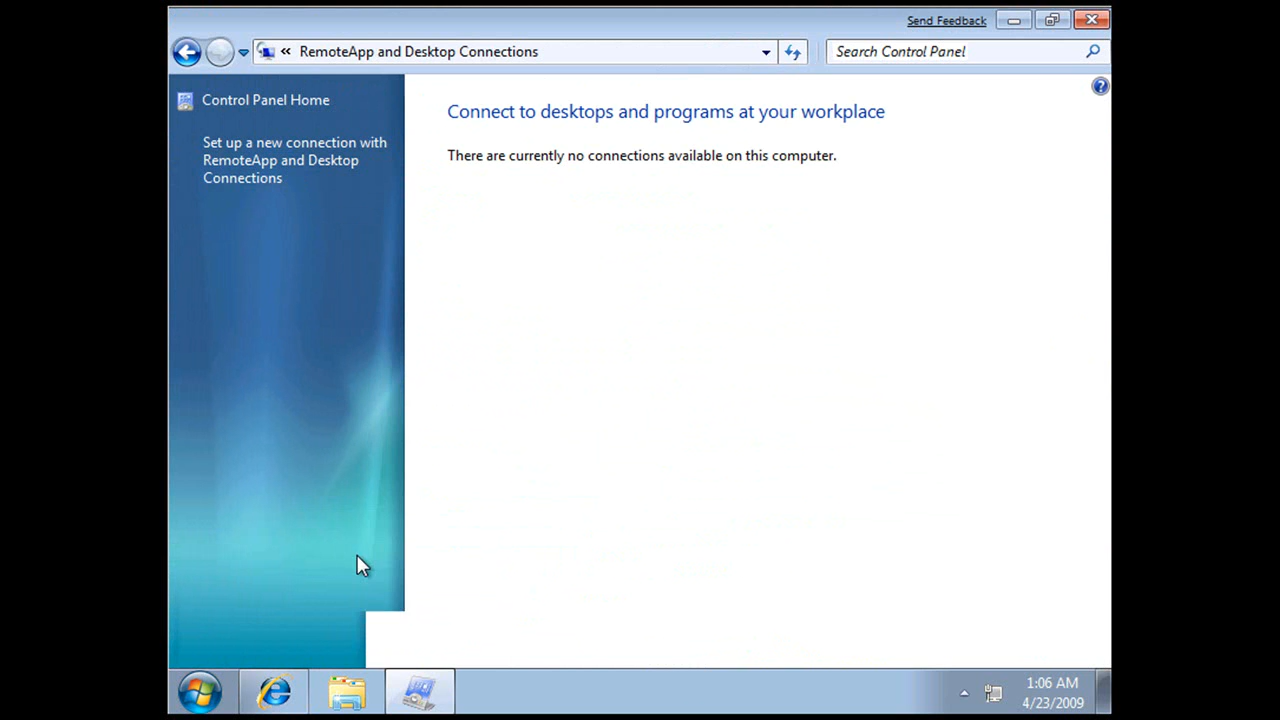 Send Feedback
« RemoteApp and Desktop Connections
Search Control Panel
Control Panel Home
Set up a new connection with
RemoteApp and Desktop
Connections
Connect to desktops and programs at your workplace
There are currently no connections available on this computer.
1:06 AM
4/23/2009